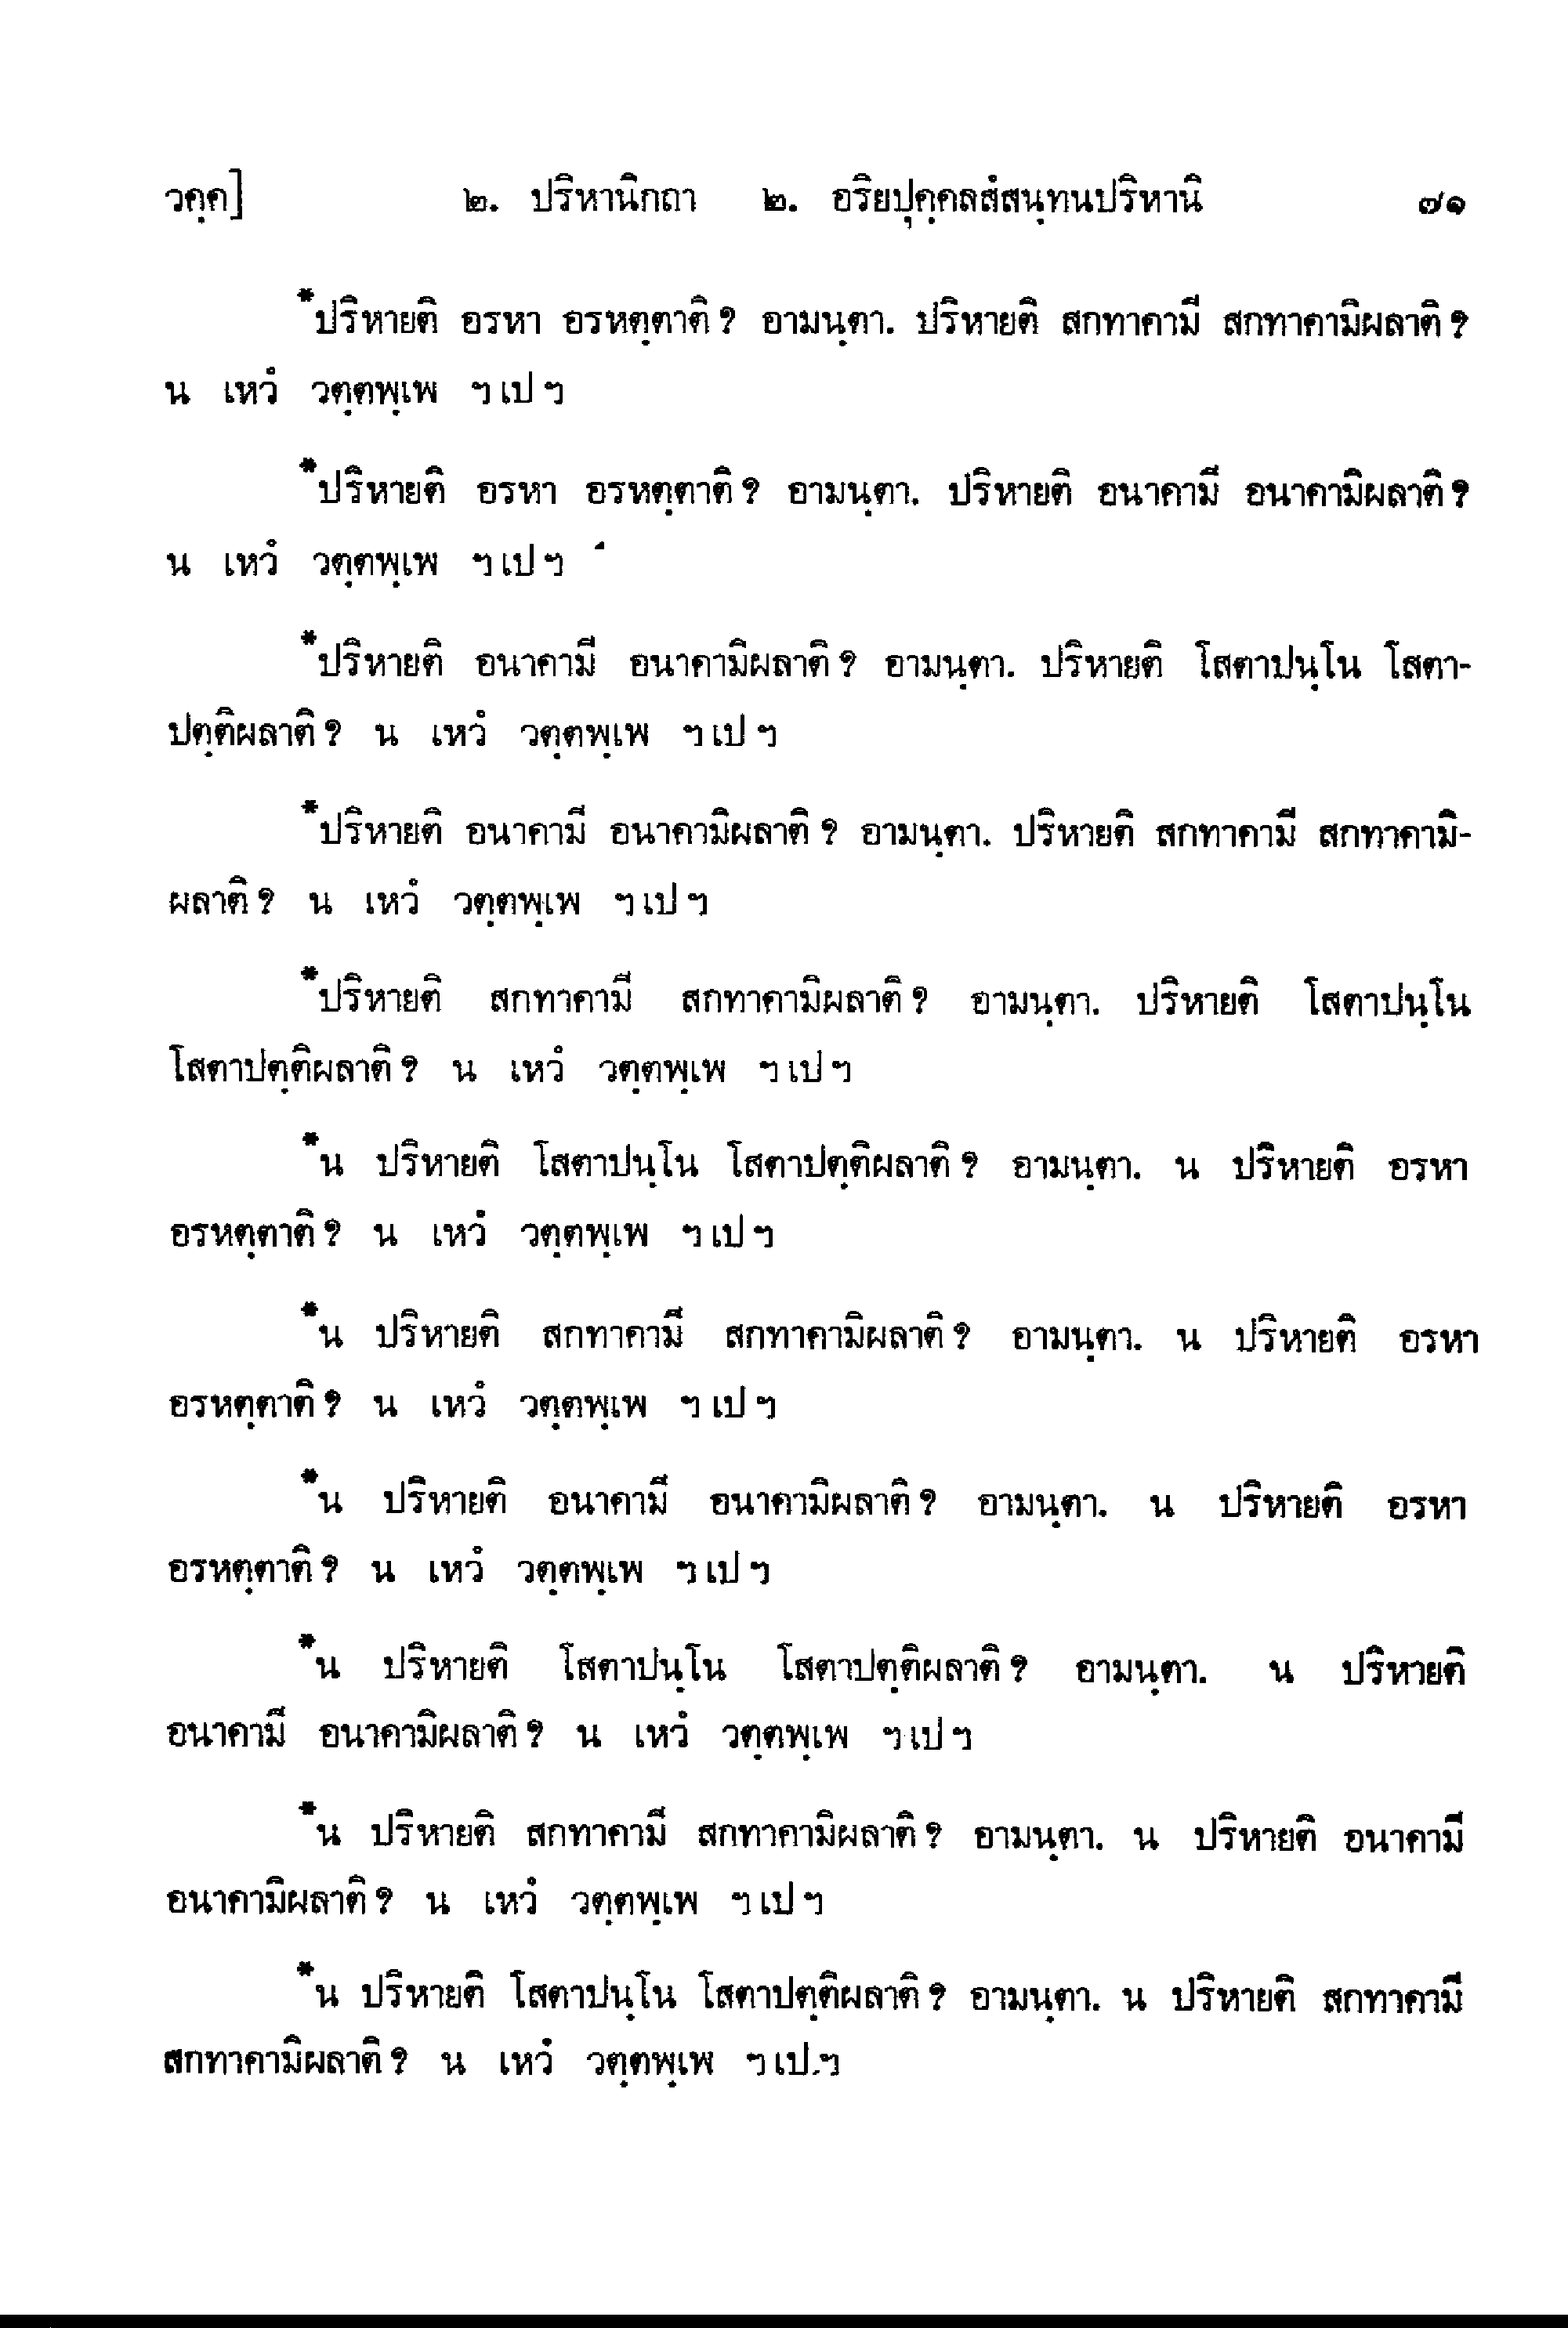 วคฺค] ๒. ปริหานิกถา ๒. อริยปุคฺคลสํสนฺทนปริหานิ ๗๑
*ปริหายติ อรหา อรหตฺตาติ ? อามนฺตา. ปริหายติ สกทาคามี สกทาคามิผลาติ ?
น เหวํ วตฺตพฺเพ ฯ เป ฯ
*ปริหายติ อรหา อรหตฺตาติ ? อามนฺตา. ปริหายติ อนาคามี อนาคามิผลาติ ?
น เหวํ วตฺตพฺเพ ฯ เป ฯ
*ปริหายติ อนาคามี อนาคามิผลาติ ? อามนฺตา. ปริหายติ โสตาปนฺโน โสตา-
ปตฺติผลาติ ? น เหวํ วตฺตพฺเพ ฯ เป ฯ
*ปริหายติ อนาคามี อนาคามิผลาติ ? อามนฺตา. ปริหายติ สกทาคามี สกทาคามิ-
ผลาติ ? น เหวํ วตฺตพฺเพ ฯ เป ฯ
*ปริหายติ สกทาคามี สกทาคามิผลาติ ? อามนฺตา. ปริหายติ โสตาปนฺโน
โสตาปตฺติผลาติ ? น เหวํ วตฺตพฺเพ ฯ เป ฯ
*น ปริหายติ โสตาปนฺโน โสตาปตฺติผลาติ ? อามนฺตา. น ปริหายติ อรหา
อรหตฺตาติ ? น เหวํ วตฺตพฺเพ ฯ เป ฯ
*น ปริหายติ สกทาคามี สกทาคามิผลาติ ? อามนฺตา. น ปริหายติ อรหา
อรหตฺตาติ ? น เหวํ วตฺตพฺเพ ฯ เป ฯ
*น ปริหายติ อนาคามี อนาคามิผลาติ ? อามนฺตา. น ปริหายติ อรหา
อรหตฺตาติ ? น เหวํ วตฺตพฺเพ ฯ เป ฯ
*น ปริหายติ โสตาปนฺโน โสตาปตฺติผลาติ ? อามนฺตา. น ปริหายติ
อนาคามี อนาคามิผลาติ ? น เหวํ วตฺตพฺเพ ฯ เป ฯ
*น ปริหายติ สกทาคามี สกทาคามิผลาติ ? อามนฺตา. น ปริหายติ อนาคามี
อนาคามิผลาติ ? น เหวํ วตฺตพฺเพ ฯ เป ฯ
*น ปริหายติ โสตาปนฺโน โสตาปตฺติผลาติ ? อามนฺตา. น ปริหายติ สกทาคามี
สกทาคามิผลาติ ? น เหวํ วตฺตพฺเพ ฯ เป ฯ